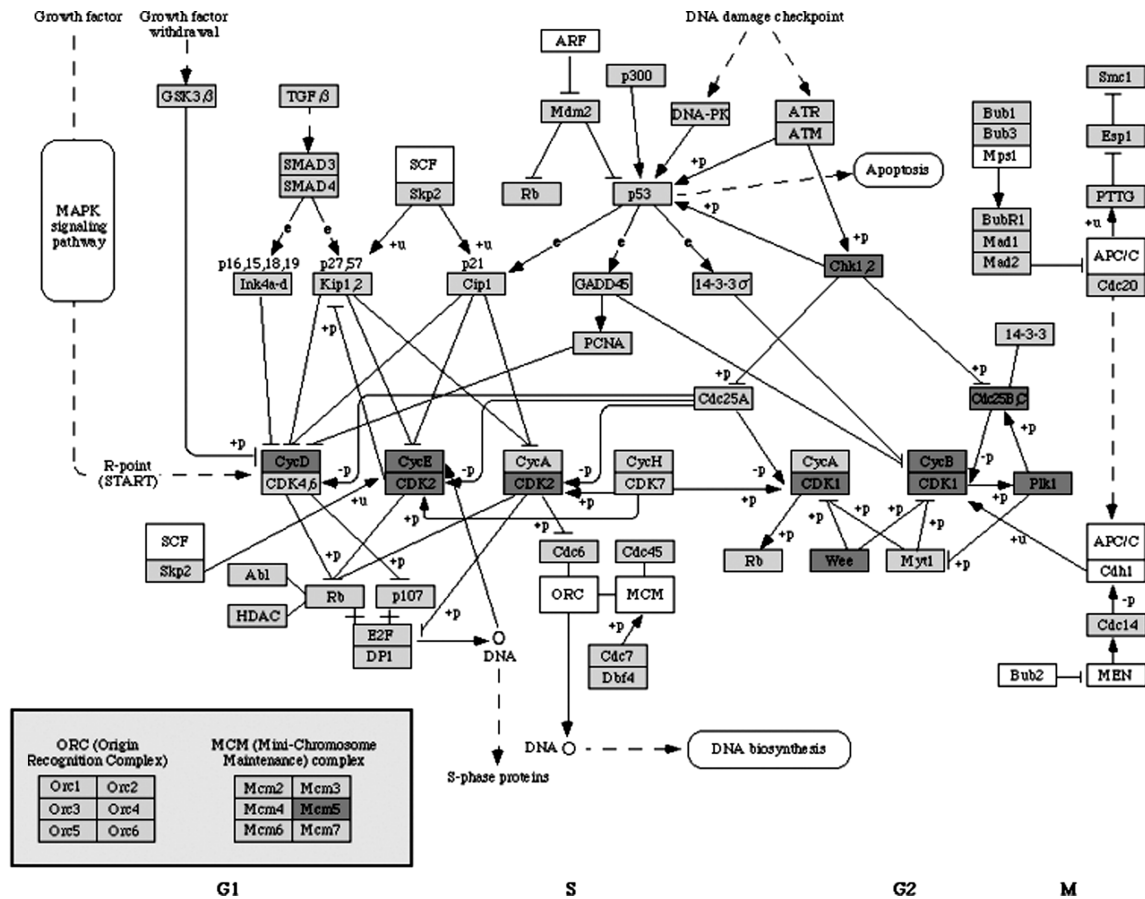 Growth factor
Growth factor
withdrawal
DNA damage checkpoint
ARF
GSK3β
TGFβ
p300
Smc1
Mdm2
DNA-PK
ATR
ATM
Bub1
Bub3
Mps1
Esp1
MAPK
signaling
pathway
SMAD3
SMAD4
SCF
Skp2
Rb
p53
+p
Apoptosis
PTTG
BubR1
Mad1
Mad2
+u
APC/C
Cdc20
e
e
+u
+u
e
e
e
+p
+p
p16,15,18,19
Ink4a-d
p27,57
Kip1,2
p21
Cip1
GADD45
14-3-3σ
Chk1,2
+p
PCNA
14-3-3
+p
+p
Cdc25A
Cdc25B,C
+p
R-point
(START)
+p
CycD
CDK4,6
-p
CycE
CDK2
-p
CycA
CDK2
-p
+p
CycH
CDK7
+p
-p
CycA
CDK1
CycB
CDK1
-p
+p
Plk1
+u
+p
+p
+p
+p
+p
+p
+u
SCF
Skp2
+p
+p
Cdc6
Cdc45
Rb
Wee
Myt1
+p
APC/C
Cdh1
Abl
HDAC
Rb
p107
+p
ORC
MCM
-p
E2F
DP1
DNA
+p
Cdc7
Dbf4
Cdc14
Bub2
MEN
ORC (Origin
Recognition Complex)
MCM (Mini-Chromosome
Maintenance) complex
DNA
DNA biosynthesis
S-phase proteins
Orc1
Orc2
Orc3
Orc4
Orc5
Orc6
Mcm2
Mcm3
Mcm4
Mcm5
Mcm6
Mcm7
G1
S
G2
M